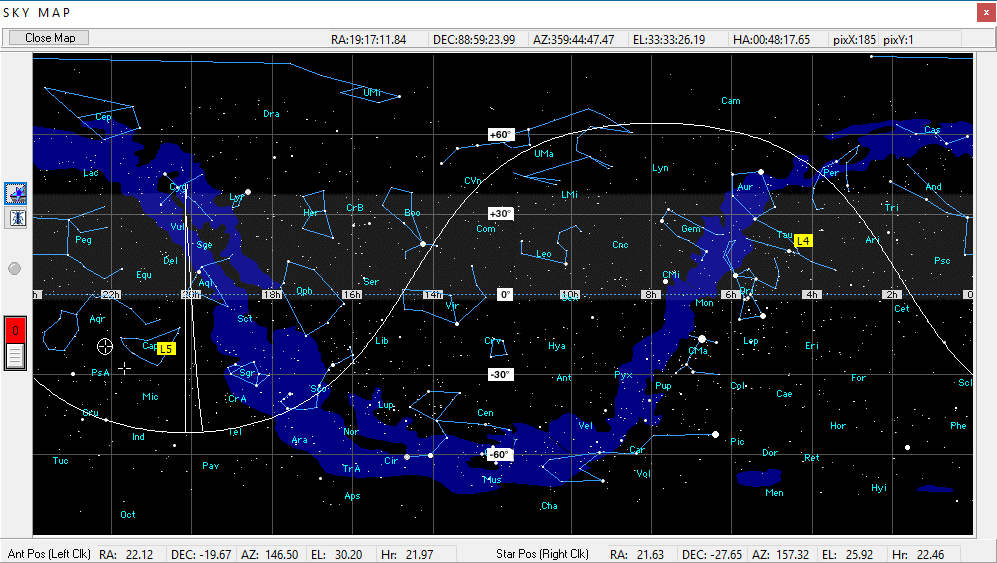 SKY MAP
x
Close Map
RA:19:17:11.84 DEC:88:59:23.99 AZ:359:44:47.47 EL:33:33:26.19 HA:00:48:17.65 pixX:185 pixY:1
UMi
Cam
Cep
Dra
+60°
Cas
UMa
Lac
Lyn
Per
CVn
Aur
And
Lyr
LMi
Her
CrB
Boo
+30°
Tri
Vul
Com
Gem
Tau
L4
Ari
Peg
Sge
Cnc
Leo
Del
Psc
Equ
Aql
Ser
CMi
Oph
h 22h 20h 18h 16h 14h 0° 10h 8h 6h 4h 2h 0
Vir
Mon
Cet
Aqr
Sct
Lib
Crv
Hya
Lep
Eri
Cap
L5
CMa
PsA
Sgr
-30°
Ant
Pyx
For
Scl
Sco
Pup
Col
Cae
Mic
CrA
Lup
Gru
Cen
Ind
Tel
Nor
Vel
Hor
Phe
Ara
Pic
Tuc
Pav
TrA
Cir
-60°
Car
Dor
Ret
Mus
Vol
Men
Hyi
Aps
Cha
Oct
0
Ant Pos (Left Clk) RA: 22.12 DEC: -19.67 AZ: 146.50 EL: 30.20 Hr: 21.97 Star Pos (Right Clk) RA: 21.63 DEC: -27.65 AZ: 157.32 EL: 25.92 Hr: 22.46